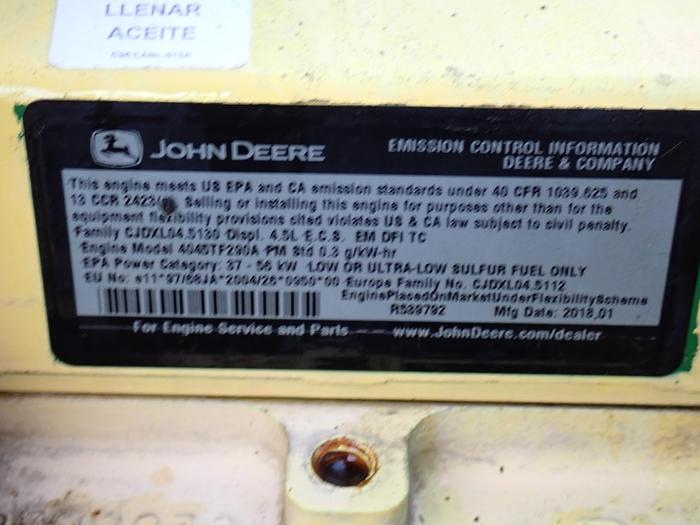 LLENAR
ACEITE
JOHN DEERE
EMISSION CONTROL INFORMATION
DEERE & COMPANY
This engine meets US EPA and CA emission standards under 40 CFR 1039.625 and
13 CCR 2423 Selling or installing this engine for purposes other than for the
equipment flexibility provisions cited violates US & CA law subject to civil penalty.
Family CJDXL04.5130 Displ. 4.5L E.C.S. EM DFI TC
Engine Model 4045TF290A PM Std 0.3 g/kW-hr
EPA Power Category: 37 - 56 kW LOW OR ULTRA-LOW SULFUR FUEL ONLY
EU No: e11*97/68JA*2004/26*0950*00 Europe Family No. CJDXL04.5112
EnginePlacedOnMarketUnderFlexibilityScheme
R539792 Mfg Date: 2018,01
For Engine Service and Parts -- www.JohnDeere.com/dealer